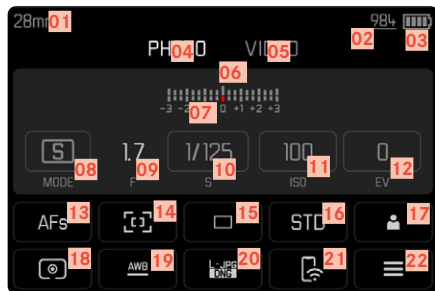 28mm 01 984
02 03
PHOTO 04 VIDEO 05
06
-3 -2 07 0 +1 +2 +3
S 1.7 1/125 100 0
08 09 10 11 12
MODE F S ISO EV
13 14 15 16 17
AFs STD
18 19 20 21 22
AWB L-JPG
DNG